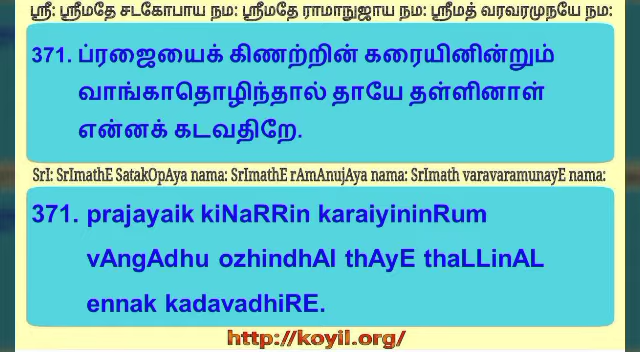 ஸ்ரீ: ஸ்ரீமதே சடகோபாய நம: ஸ்ரீமதே ராமாநுஜாய நம: ஸ்ரீமத் வரவரமுநயே நம:
371. ப்ரஜையைக் கிணற்றின் கரையினின்றும்
வாங்காதொழிந்தால் தாயே தள்ளினாள்
என்னக் கடவதிறே.
SrI: SrImathE SatakOpAya nama: SrImathE rAmAnujAya nama: SrImath varavaramunayE nama:
371. prajayaik kiNaRRin karaiyininRum
vAngAdhu ozhindhAl thAyE thaLLinAL
ennak kadavadhiRE.
http://koyil.org/